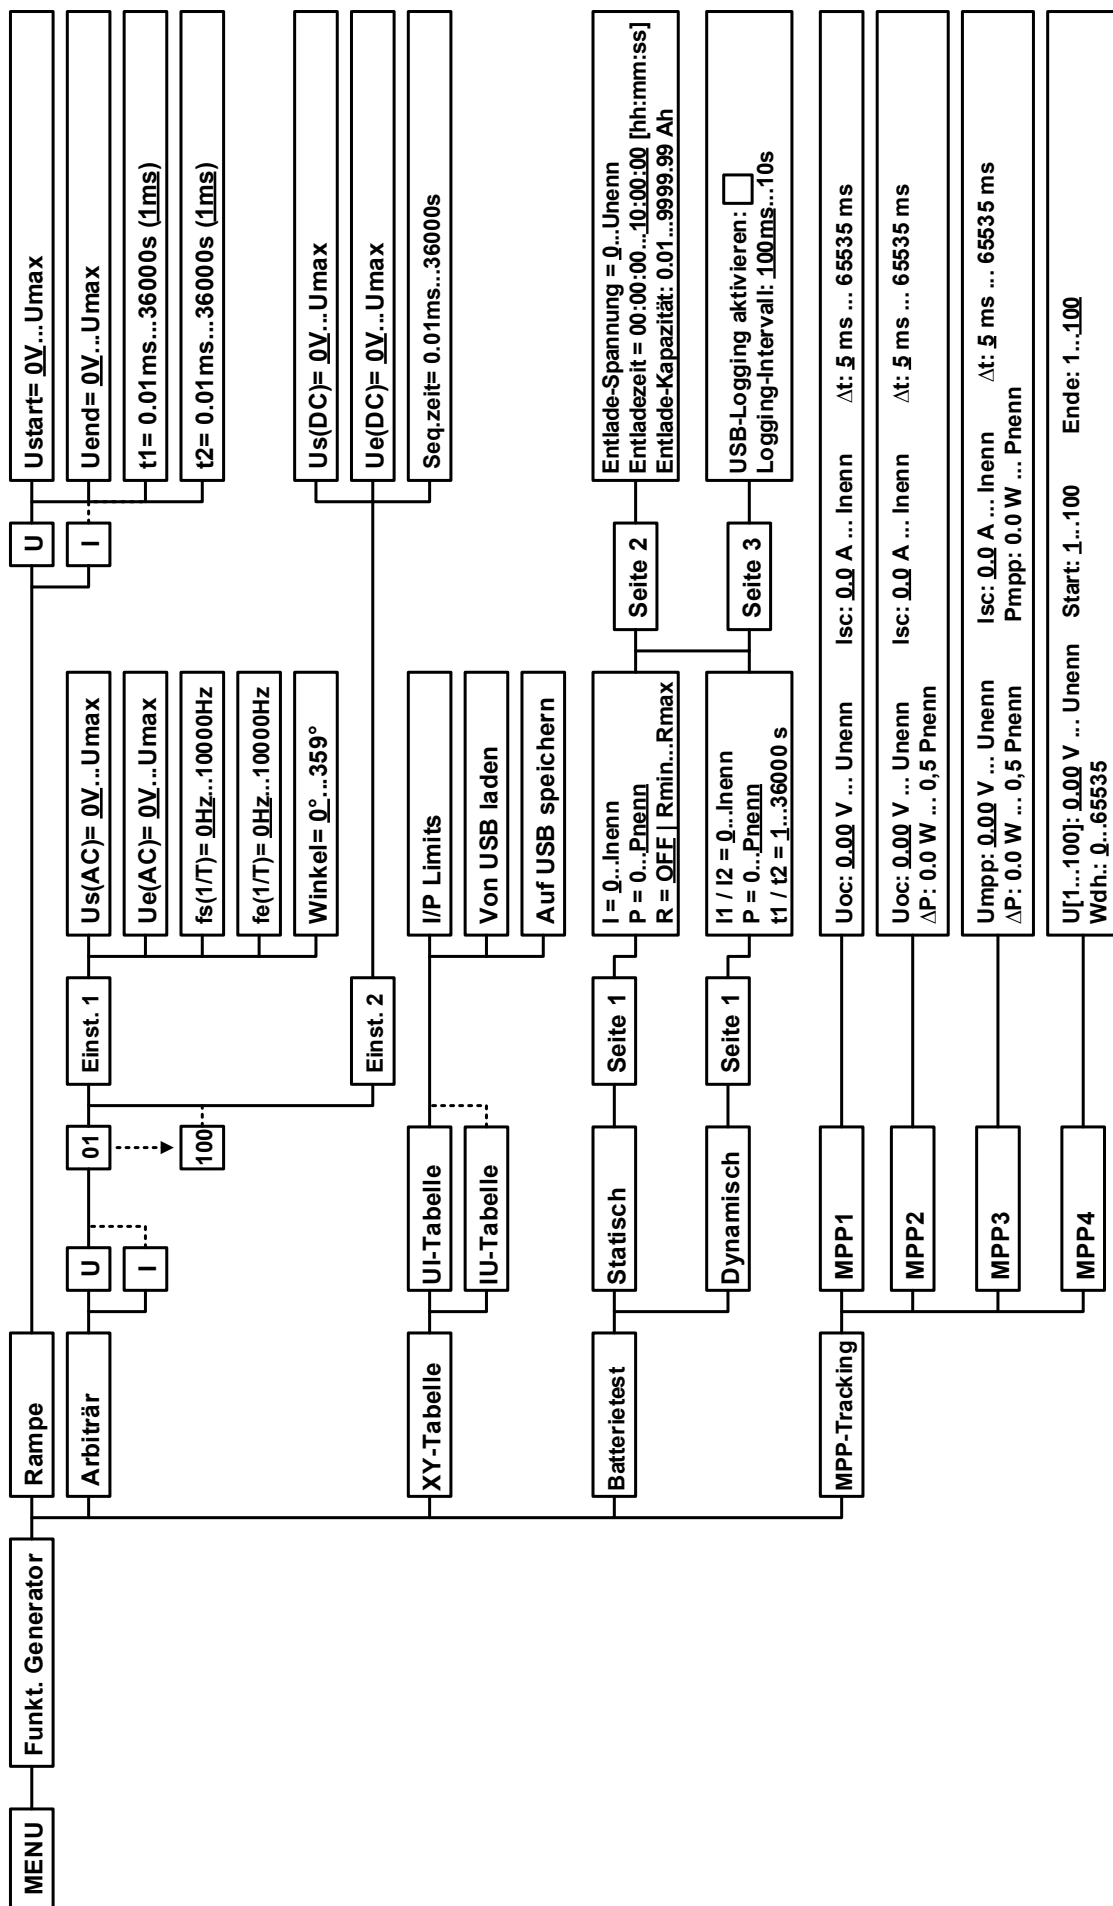 MENU
Funkt. Generator
Rampe
U
I
Ustart= 0V...Umax
Uend= 0V...Umax
t1= 0.01ms...36000s (1ms)
t2= 0.01ms...36000s (1ms)
Arbiträr
U
I
01
100
Einst. 1
Us(AC)= 0V...Umax
Ue(AC)= 0V...Umax
fs(1/T)= 0Hz...10000Hz
fe(1/T)= 0Hz...10000Hz
Winkel= 0°...359°
Einst. 2
Us(DC)= 0V...Umax
Ue(DC)= 0V...Umax
Seq.zeit= 0.01ms...36000s
XY-Tabelle
UI-Tabelle
IU-Tabelle
I/P Limits
Von USB laden
Auf USB speichern
Batterietest
Statisch
Seite 1
I = 0...Inenn
P = 0...Pnenn
R = OFF | Rmin...Rmax
Dynamisch
Seite 1
I1 / I2 = 0...Inenn
P = 0...Pnenn
t1 / t2 = 1...36000 s
Seite 2
Entlade-Spannung = 0...Unenn
Entladezeit = 00:00:00...10:00:00 [hh:mm:ss]
Entlade-Kapazität: 0.01...9999.99 Ah
Seite 3
USB-Logging aktivieren:
Logging-Intervall: 100ms...10s
MPP-Tracking
MPP1
Uoc: 0.00 V ... Unenn Isc: 0.0 A ... Inenn Δt: 5 ms ... 65535 ms
MPP2
Uoc: 0.00 V ... Unenn Isc: 0.0 A ... Inenn Δt: 5 ms ... 65535 ms
ΔP: 0.0 W ... 0,5 Pnenn
MPP3
Umpp: 0.00 V ... Unenn Isc: 0.0 A ... Inenn Δt: 5 ms ... 65535 ms
ΔP: 0.0 W ... 0,5 Pnenn Pmpp: 0.0 W ... Pnenn
MPP4
U[1...100]: 0.00 V ... Unenn Start: 1...100 Ende: 1...100
Wdh.: 0...65535